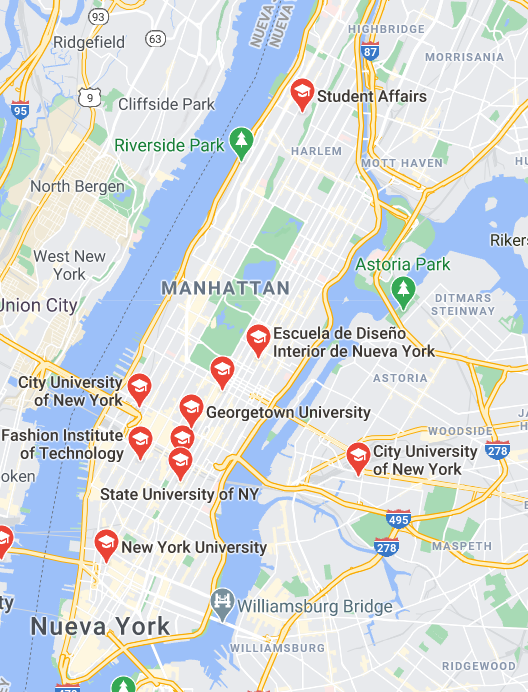 NUEVA
NUEVA
93
63
Ridgefield
HIGHBRIDGE
87
MORRISANIA
9
95
Cliffside Park
Student Affairs
Riverside Park
HARLEM
MOTT HAVEN
North Bergen
West New
York
Rikers
Astoria Park
MANHATTAN
Union City
DITMARS
STEINWAY
Escuela de Diseño
Interior de Nueva York
ASTORIA
City University
of New York
Georgetown University
Fashion Institute
of Technology
WOODSIDE
City University
of New York
278
State University of NY
495
278
MASPETH
New York University
Williamsburg Bridge
Nueva York
WILLIAMSBURG
RIDGEWOOD